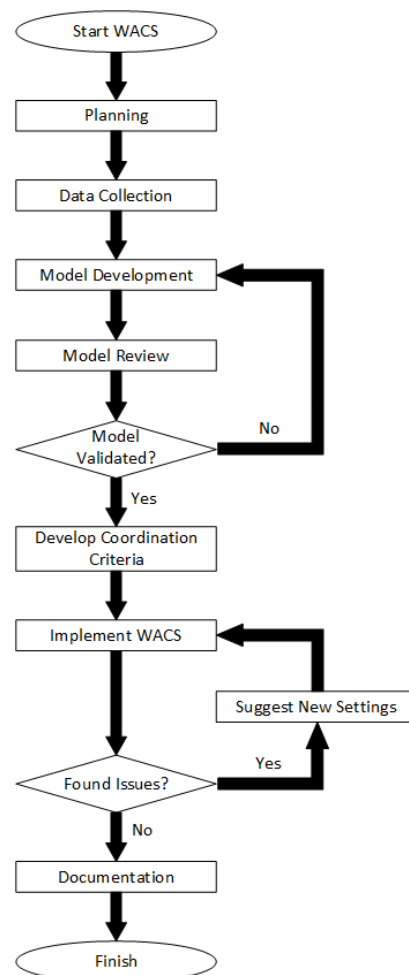 Start WACS
Planning
Data Collection
Model Development
Model Review
Model
Validated?
No
Yes
Develop Coordination
Criteria
Implement WACS
Suggest New Settings
Found Issues?
Yes
No
Documentation
Finish